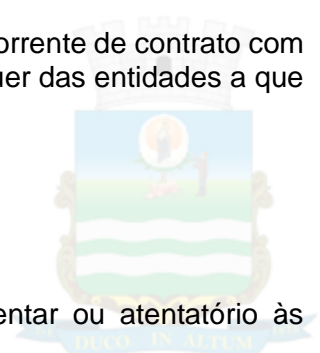 orrente de contrato com
uer das entidades a que
entar ou atentatório às
DUCO IN ALTUM